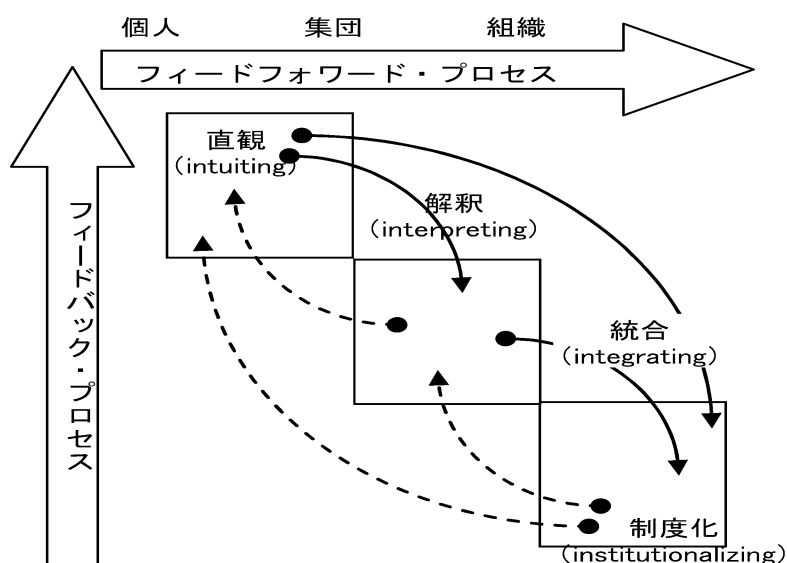 個人 集団 組織
フィードフォワード・プロセス
フィードバック・プロセス
直観
(intuiting)
解釈
(interpreting)
統合
(integrating)
制度化
(institutionalizing)